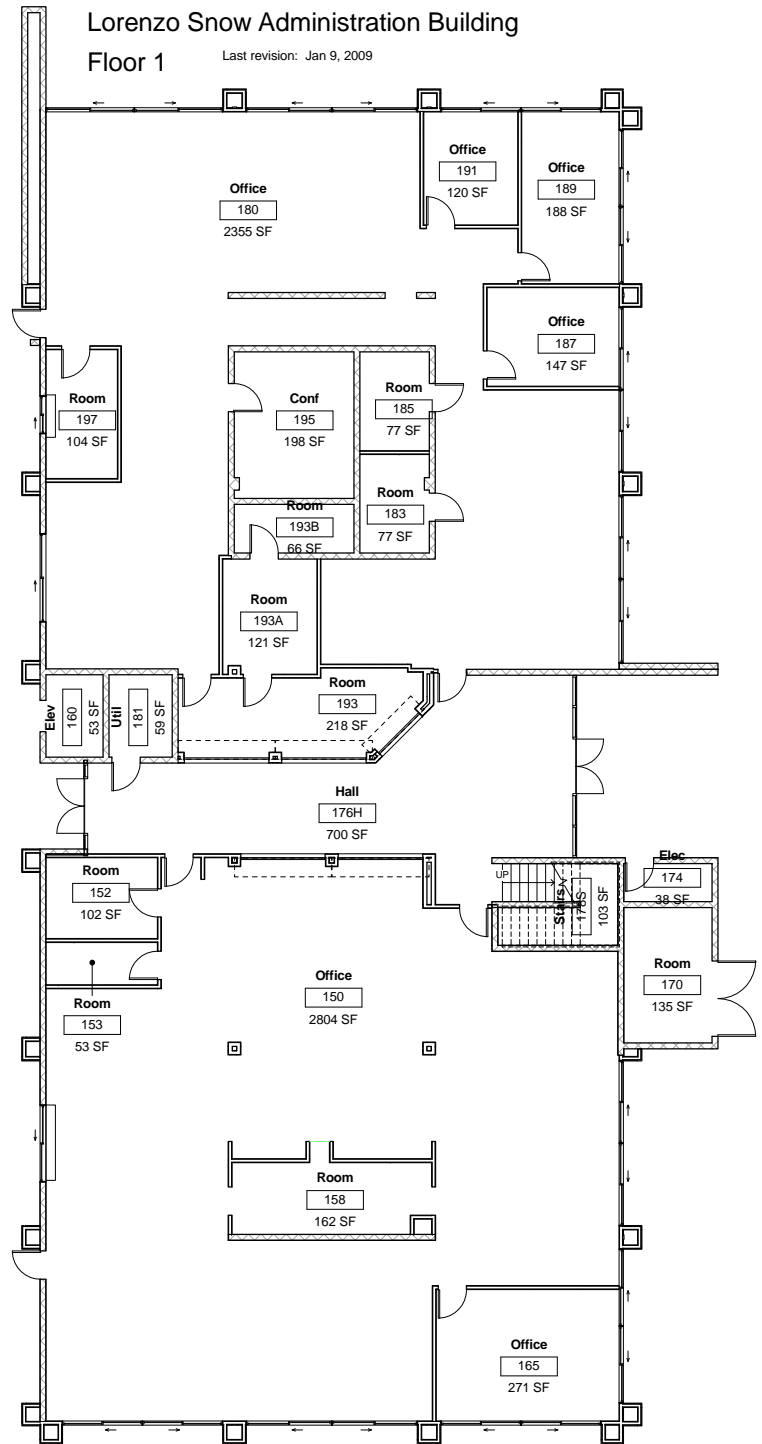 Lorenzo Snow Administration Building
Floor 1
Last revision: Jan 9, 2009
Office
191
120 SF
Office
189
188 SF
Office
180
2355 SF
Office
187
147 SF
Room
197
104 SF
Conf
195
198 SF
Room
185
77 SF
Room
183
77 SF
Room
193B
66 SF
Room
193A
121 SF
Room
193
218 SF
Elev
160
53 SF
Util
181
59 SF
Hall
176H
700 SF
Room
152
102 SF
UP
Stairs
176S
103 SF
Elec
174
38 SF
Room
170
135 SF
Office
150
2804 SF
Room
153
53 SF
Room
158
162 SF
Office
165
271 SF